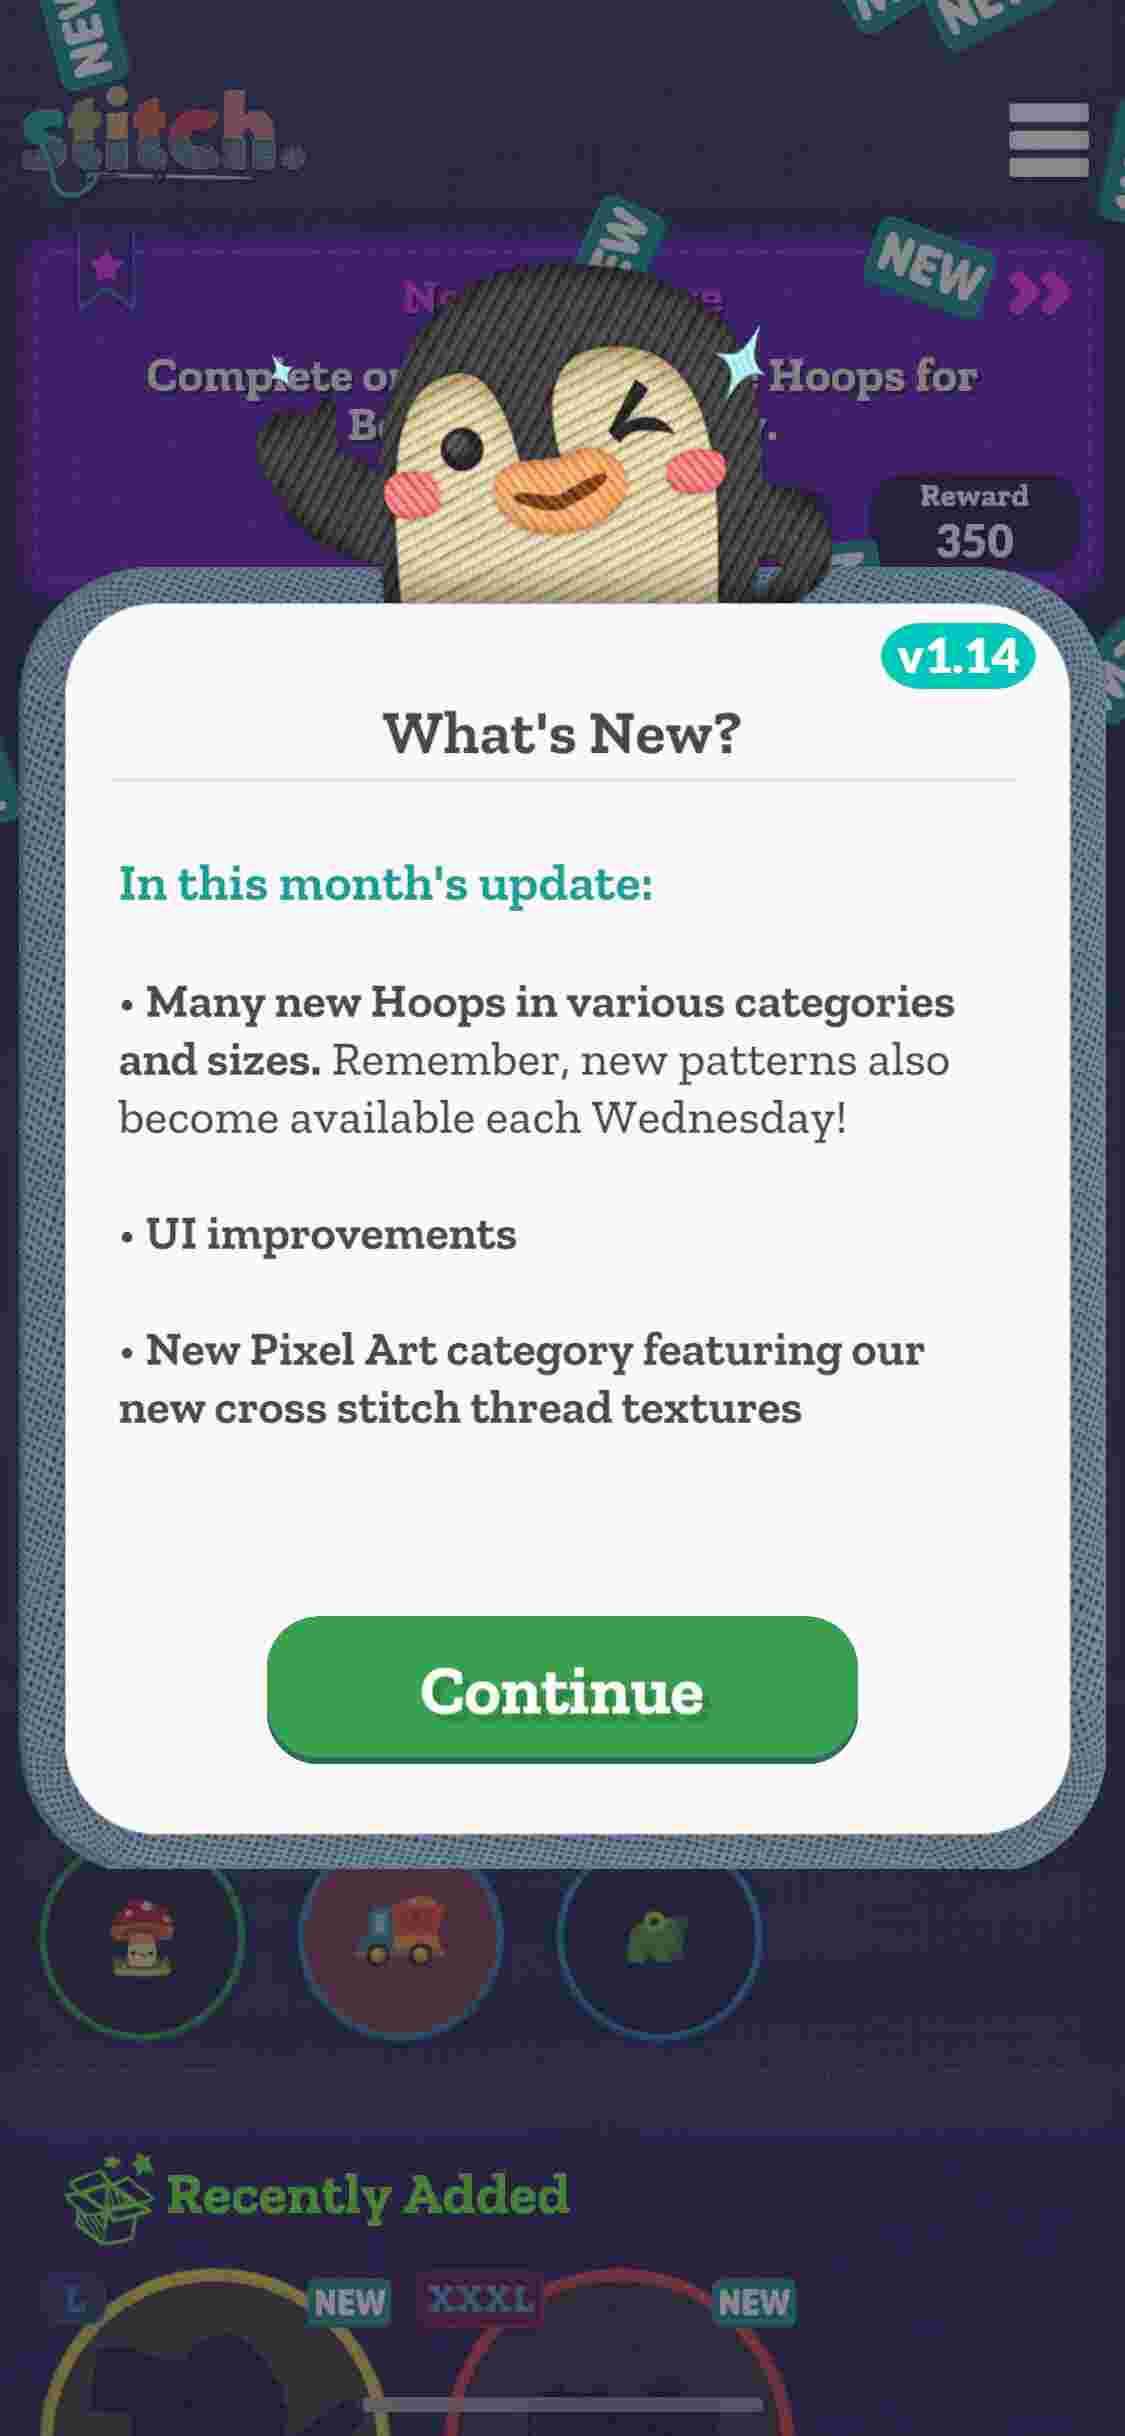 NEW
NEW
stitch.
NEW
NEW
Complete
Hoops for
Reward
350
v1.14
What's New?
In this month's update:
• Many new Hoops in various categories
and sizes. Remember, new patterns also
become available each Wednesday!
• UI improvements
• New Pixel Art category featuring our
new cross stitch thread textures
Continue
Recently Added
L
NEW
XXXL
NEW